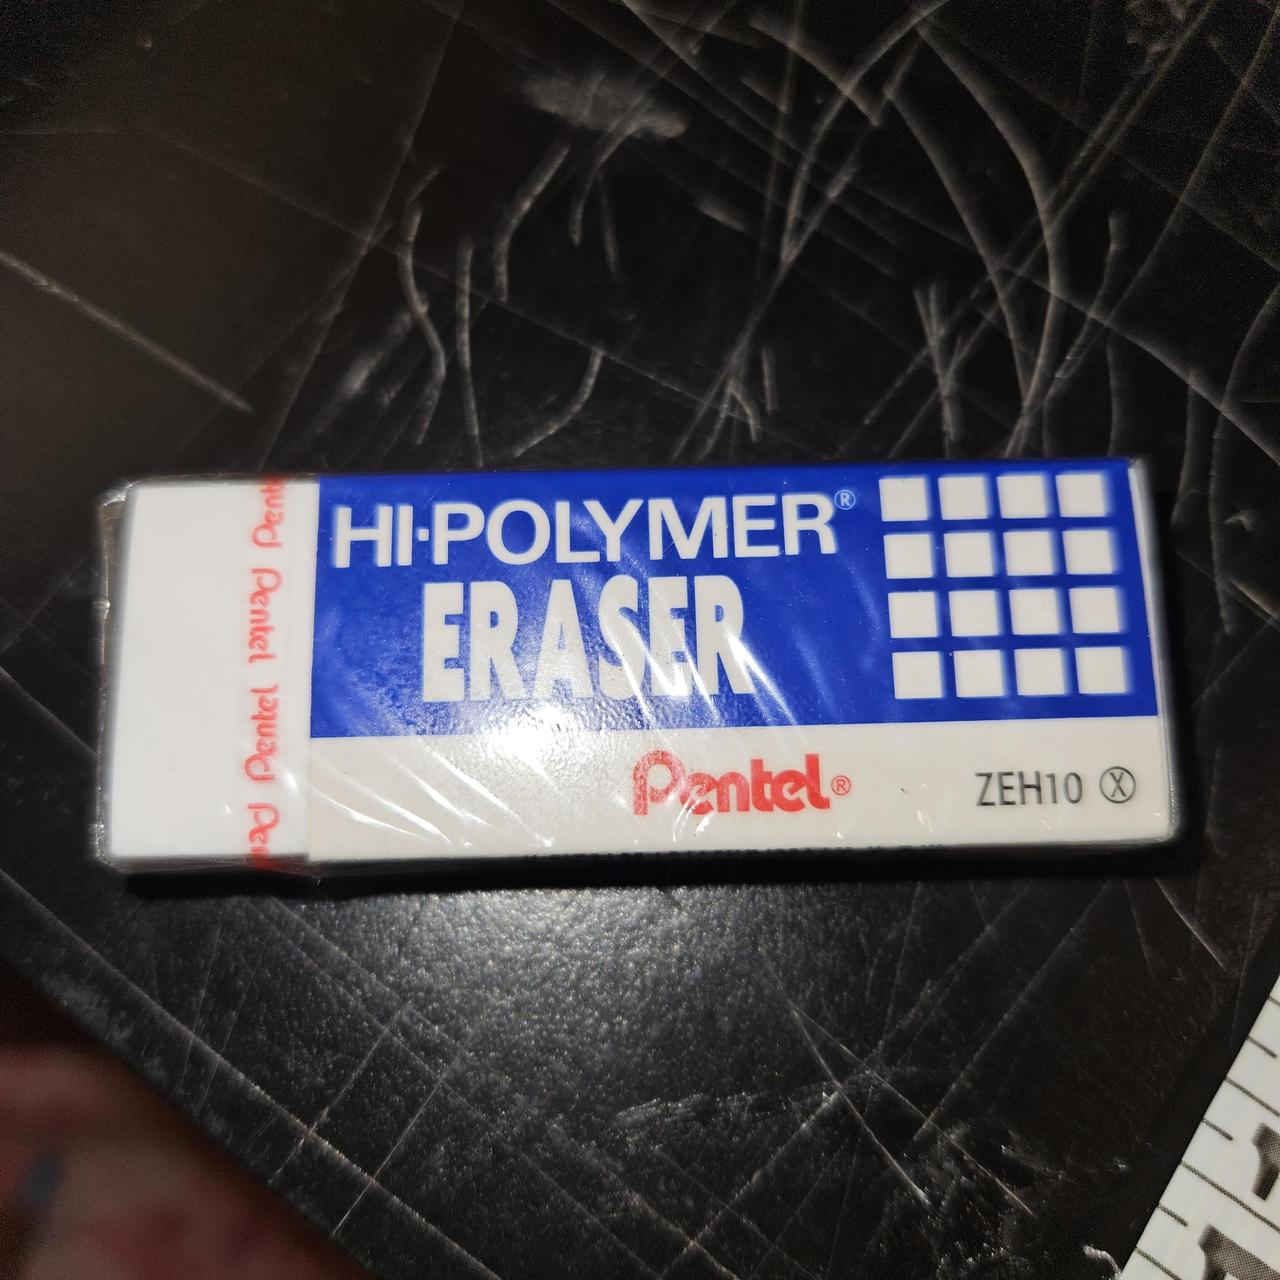 HI·POLYMER®
ERASER
Pentel®
ZEH10 Ⓧ
Pentel Pentel Pentel